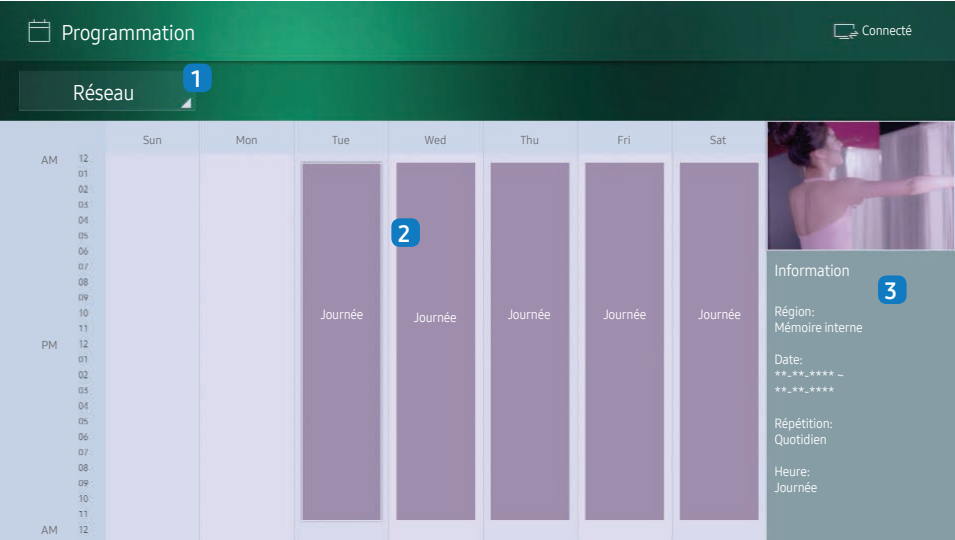 Programmation
Connecté
Réseau
1
Sun Mon Tue Wed Thu Fri Sat
AM 12
01
02
03
04
05
06
07
08
09
10
11
PM 12
01
02
03
04
05
06
07
08
09
10
11
AM 12
2
Journée Journée Journée Journée Journée
Information
3
Région:
Mémoire interne
Date:
**-**-**** ~
**-**-****
Répétition:
Quotidien
Heure:
Journée